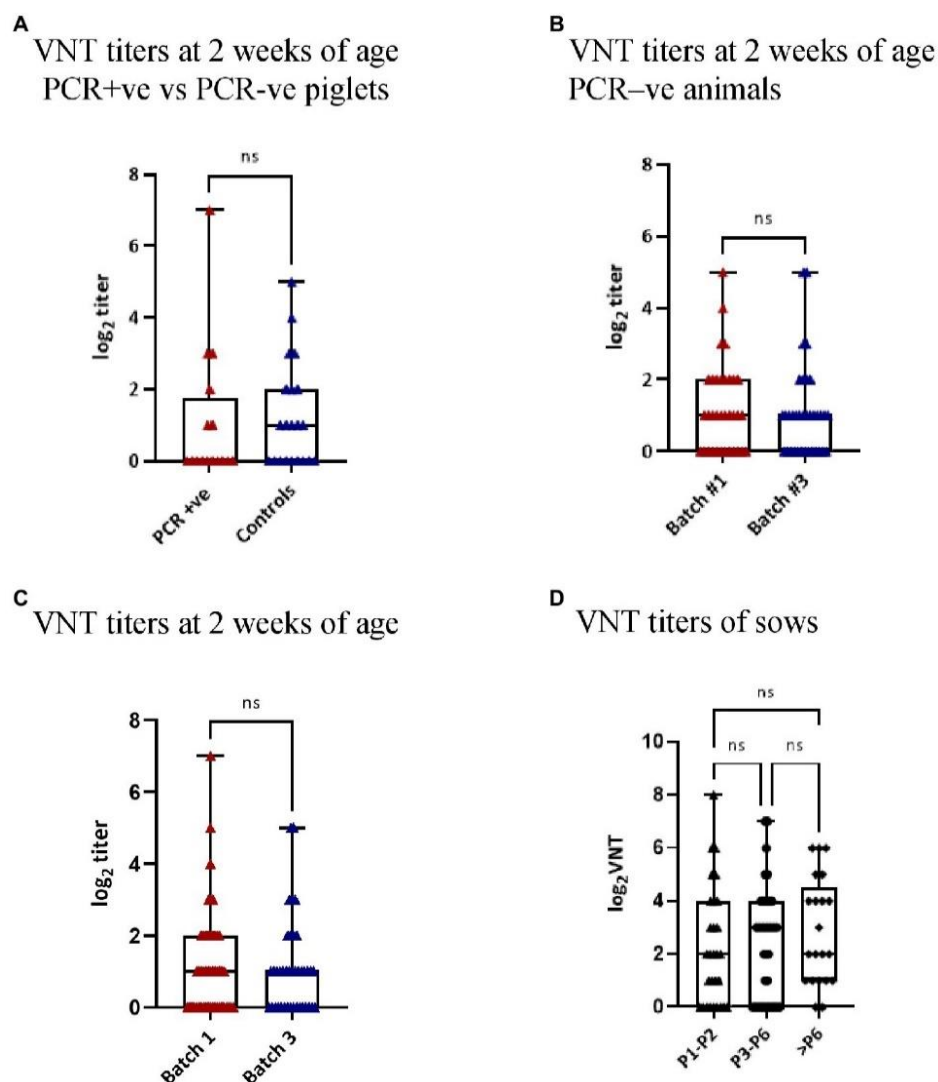 A
VNT titers at 2 weeks of age
PCR+ve vs PCR-ve piglets
ns
8
6
4
2
0
log2 titer
PCR +ve
Controls
B
VNT titers at 2 weeks of age
PCR–ve animals
ns
8
6
4
2
0
log2 titer
Batch #1
Batch #3
C
VNT titers at 2 weeks of age
ns
8
6
4
2
0
log2 titer
Batch 1
Batch 3
D
VNT titers of sows
ns
ns
ns
10
8
6
4
2
0
log2VNT
P1-P2
P3-P6
>P6